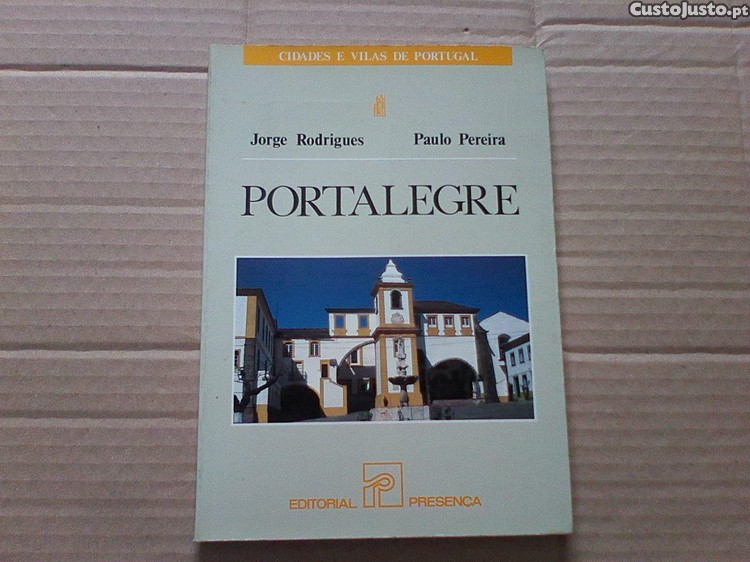 CustoJusto.pt
CIDADES E VILAS DE PORTUGAL
Jorge Rodrigues Paulo Pereira
PORTALEGRE
EDITORIAL PRESENÇA